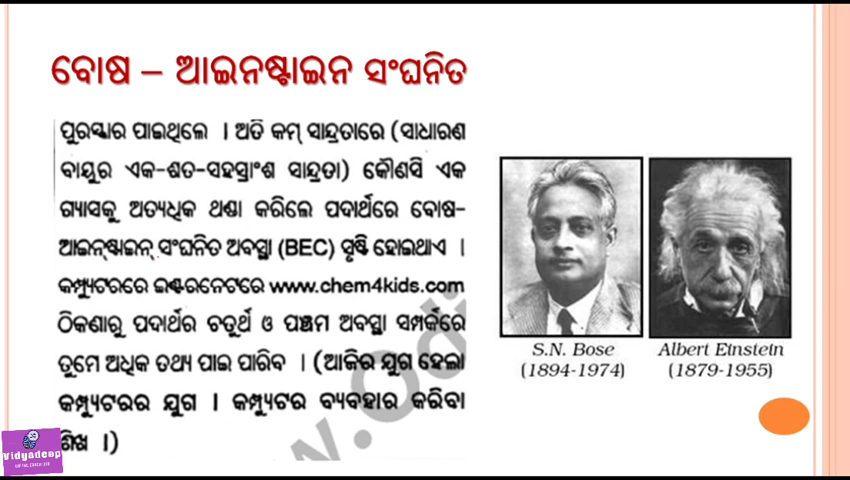 ବୋଷ – ଆଇନଷ୍ଟାଇନ ସଂଘନିତ
ପୁରସ୍କାର ପାଇଥିଲେ । ଅତି କମ୍ ସାନ୍ଦ୍ରତାରେ (ସାଧାରଣ
ବାୟୁର ଏକ-ଶତ-ସହସ୍ରାଂଶ ସାନ୍ଦ୍ରତା) କୌଣସି ଏକ
ଗ୍ୟାସକୁ ଅତ୍ୟଧିକ ଥଣ୍ଡା କରିଲେ ପଦାର୍ଥରେ ବୋଷ-
ଆଇନ୍‌ଷ୍ଟାଇନ୍ ସଂଘନିତ ଅବସ୍ଥା (BEC) ସୃଷ୍ଟି ହୋଇଥାଏ ।
କମ୍ପ୍ୟୁଟରରେ ଇଣ୍ଟରନେଟରେ www.chem4kids.com
ଠିକଣାରୁ ପଦାର୍ଥର ଚତୁର୍ଥ ଓ ପଞ୍ଚମ ଅବସ୍ଥା ସମ୍ପର୍କରେ
ତୁମେ ଅଧିକ ତଥ୍ୟ ପାଇ ପାରିବ । (ଆଜିର ଯୁଗ ହେଲା
କମ୍ପ୍ୟୁଟରର ଯୁଗ । କମ୍ପ୍ୟୁଟର ବ୍ୟବହାର କରିବା
ଶିଖ ।)
S.N. Bose
(1894-1974)
Albert Einstein
(1879-1955)
Vidyadeep